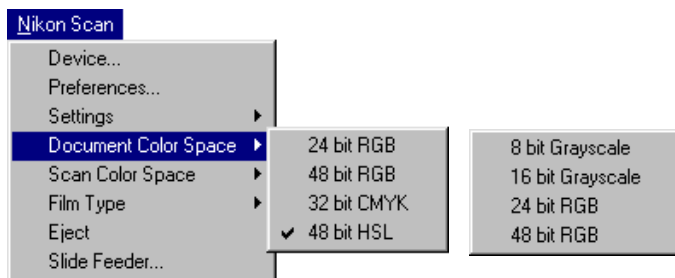 Nikon Scan
Device...
Preferences...
Settings
Document Color Space
Scan Color Space
Film Type
Eject
Slide Feeder...
24 bit RGB
48 bit RGB
32 bit CMYK
48 bit HSL
8 bit Grayscale
16 bit Grayscale
24 bit RGB
48 bit RGB